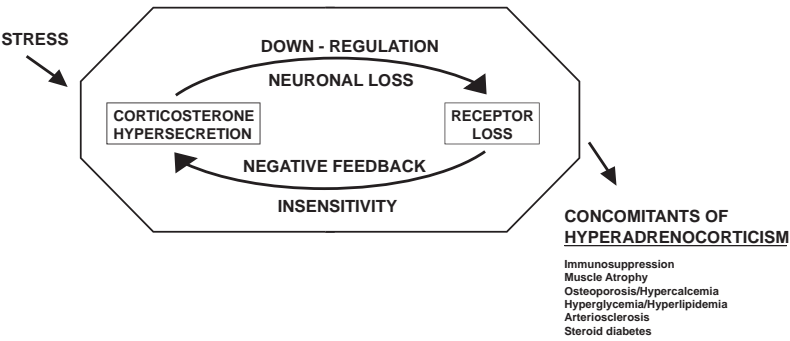 STRESS
DOWN - REGULATION
NEURONAL LOSS
CORTICOSTERONE
HYPERSECRETION
RECEPTOR
LOSS
NEGATIVE FEEDBACK
INSENSITIVITY
CONCOMITANTS OF
HYPERADRENOCORTICISM
Immunosuppression
Muscle Atrophy
Osteoporosis/Hypercalcemia
Hyperglycemia/Hyperlipidemia
Arteriosclerosis
Steroid diabetes